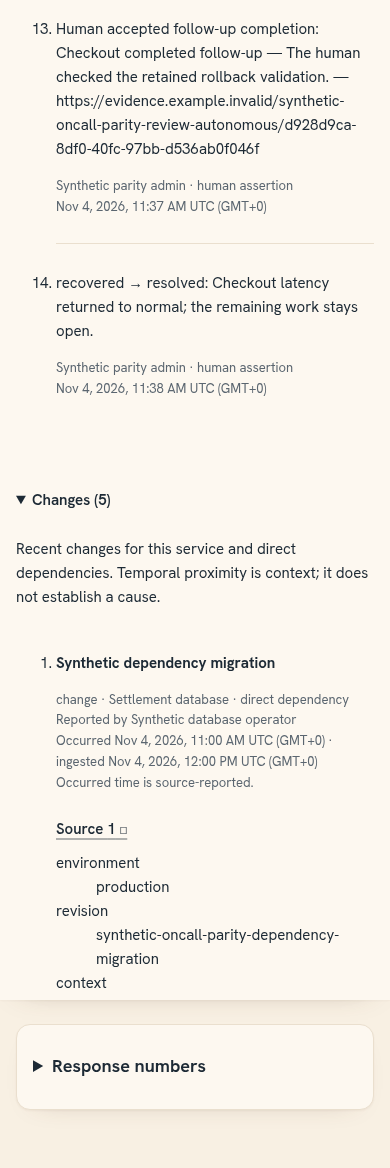 13. Human accepted follow-up completion:
Checkout completed follow-up — The human
checked the retained rollback validation. —
https://evidence.example.invalid/synthetic-
oncall-parity-review-autonomous/d928d9ca-
8df0-40fc-97bb-d536ab0f046f
Synthetic parity admin · human assertion
Nov 4, 2026, 11:37 AM UTC (GMT+0)
14. recovered → resolved: Checkout latency
returned to normal; the remaining work stays
open.
Synthetic parity admin · human assertion
Nov 4, 2026, 11:38 AM UTC (GMT+0)
▼ Changes (5)
Recent changes for this service and direct
dependencies. Temporal proximity is context; it does
not establish a cause.
1. Synthetic dependency migration
change · Settlement database · direct dependency
Reported by Synthetic database operator
Occurred Nov 4, 2026, 11:00 AM UTC (GMT+0) ·
ingested Nov 4, 2026, 12:00 PM UTC (GMT+0)
Occurred time is source-reported.
Source 1
environment
production
revision
synthetic-oncall-parity-dependency-
migration
context
▶ Response numbers